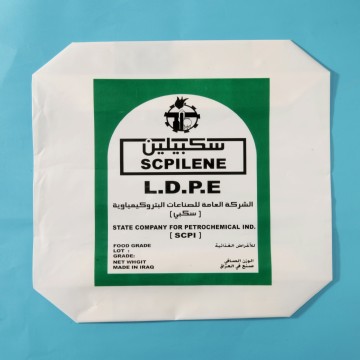 سكبيلين
SCPILENE
L.D.P.E
الشركة العامة للصناعات البتروكيمياوية
[سكبي]
STATE COMPANY FOR PETROCHEMICAL IND.
[SCPI]
FOOD GRADE للأغراض الغذائية
LOT :
GRADE:
NET WHGIT الوزن الصافي
MADE IN IRAQ صنع في العراق